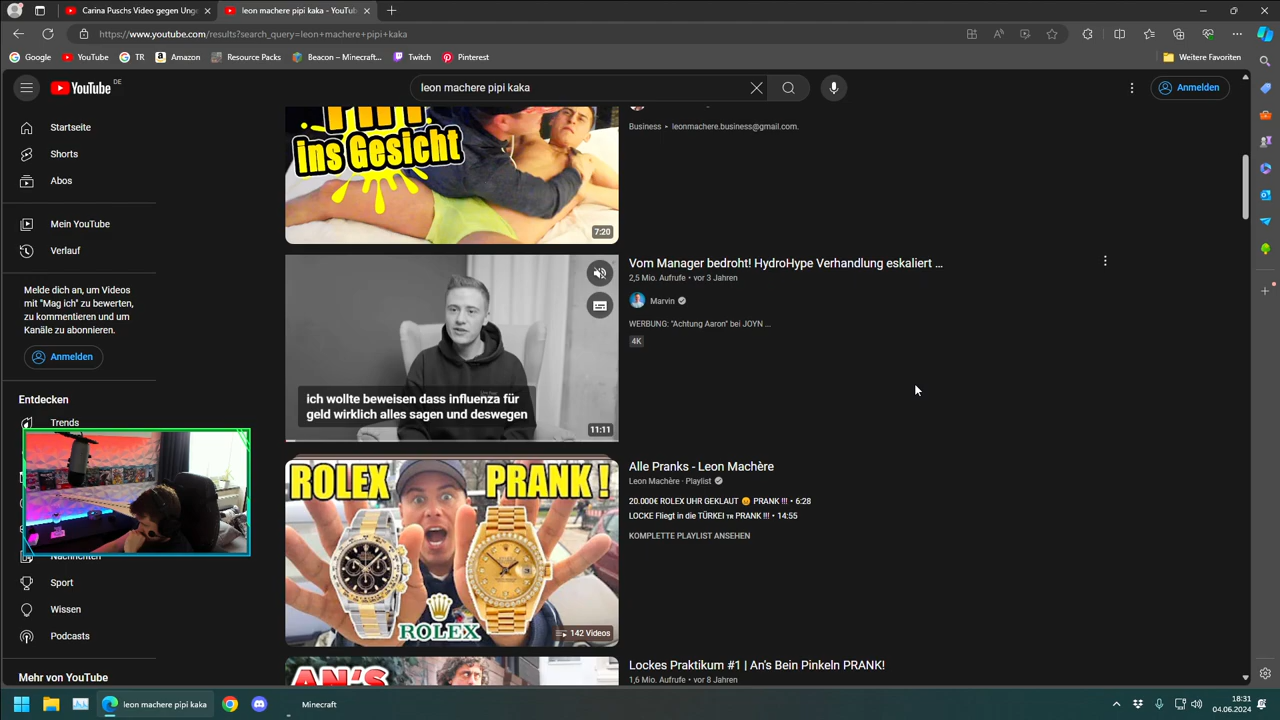 Carina Puschs Video gegen Ung
leon machere pipi kaka - YouTu
https://www.youtube.com/results?search_query=leon+machere+pipi+kaka
Google
YouTube
TR
Amazon
Resource Packs
Beacon – Minecraft...
Twitch
Pinterest
Weitere Favoriten
YouTube DE
leon machere pipi kaka
Anmelden
Startseite
Shorts
Abos
Mein YouTube
Verlauf
Melde dich an, um Videos
mit "Mag ich" zu bewerten,
zu kommentieren und um
Kanäle zu abonnieren.
Anmelden
Entdecken
Trends
Nachrichten
Sport
Wissen
Podcasts
Mehr von YouTube
ins Gesicht
7:20
Business ▸ leonmachere.business@gmail.com.
ich wollte beweisen dass influenza für
geld wirklich alles sagen und deswegen
11:11
Vom Manager bedroht! HydroHype Verhandlung eskaliert ...
2,5 Mio. Aufrufe • vor 3 Jahren
Marvin
WERBUNG: "Achtung Aaron" bei JOYN ...
4K
ROLEX PRANK !
ROLEX
142 Videos
Alle Pranks - Leon Machère
Leon Machère · Playlist
20.000€ ROLEX UHR GEKLAUT 😡 PRANK !!! • 6:28
LOCKE Fliegt in die TÜRKEI ᴛʀ PRANK !!! • 14:55
KOMPLETTE PLAYLIST ANSEHEN
AN'S
Lockes Praktikum #1 | An's Bein Pinkeln PRANK!
1,6 Mio. Aufrufe • vor 8 Jahren
leon machere pipi kaka
Minecraft
18:31
04.06.2024